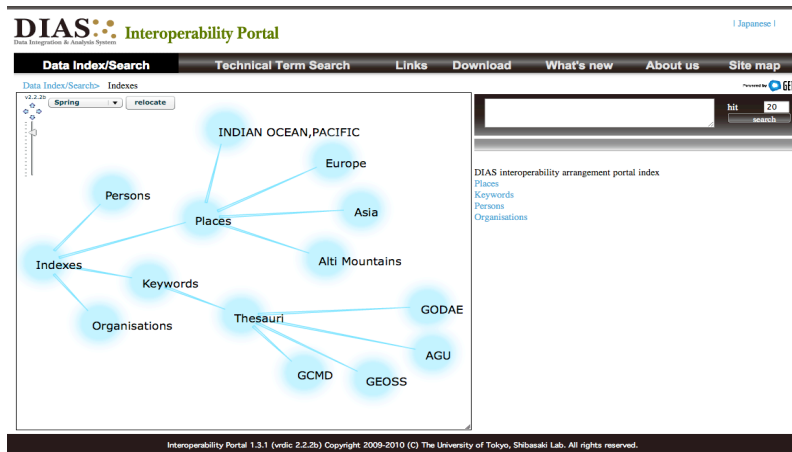 DIAS Interoperability Portal
Data Integration & Analysis System
| Japanese |
Data Index/Search Technical Term Search Links Download What's new About us Site map
Data Index/Search> Indexes
Powered by GE
v2.2.2b
Spring
relocate
hit 20
search
INDIAN OCEAN,PACIFIC
Europe
Persons
Asia
Places
Indexes
Alti Mountains
Keywords
GODAE
Thesauri
Organisations
AGU
GCMD
GEOSS
DIAS interoperability arrangement portal index
Places
Keywords
Persons
Organisations
Interoperability Portal 1.3.1 (vrdic 2.2.2b) Copyright 2009-2010 (C) The University of Tokyo, Shibasaki Lab. All rights reserved.